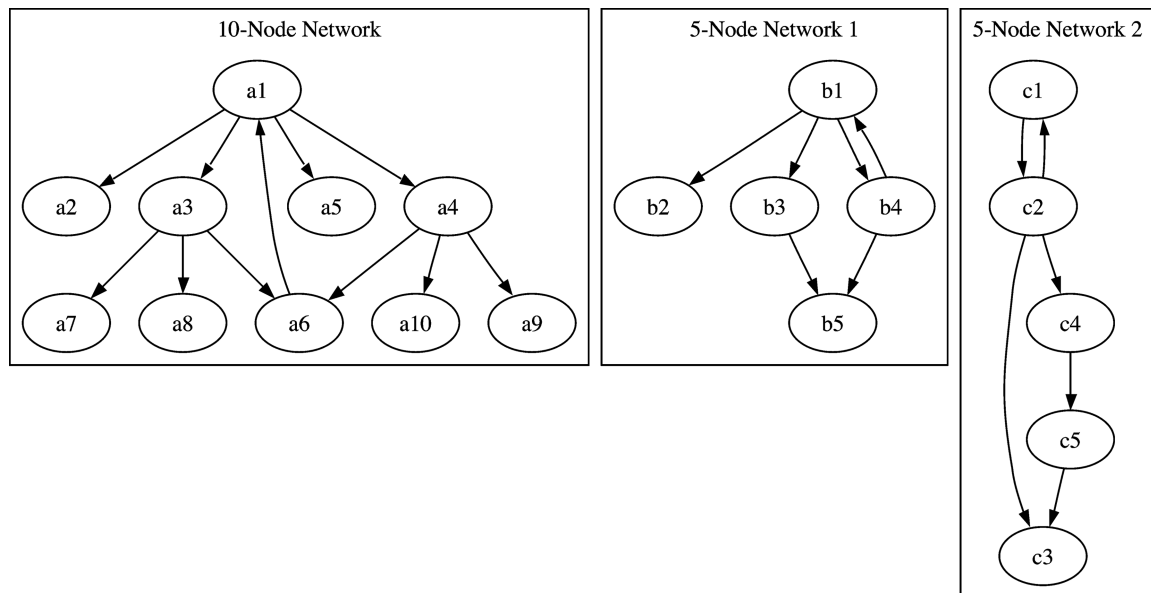 10-Node Network
a1
a2
a3
a5
a4
a7
a8
a6
a10
a9
5-Node Network 1
b1
b2
b3
b4
b5
5-Node Network 2
c1
c2
c4
c5
c3